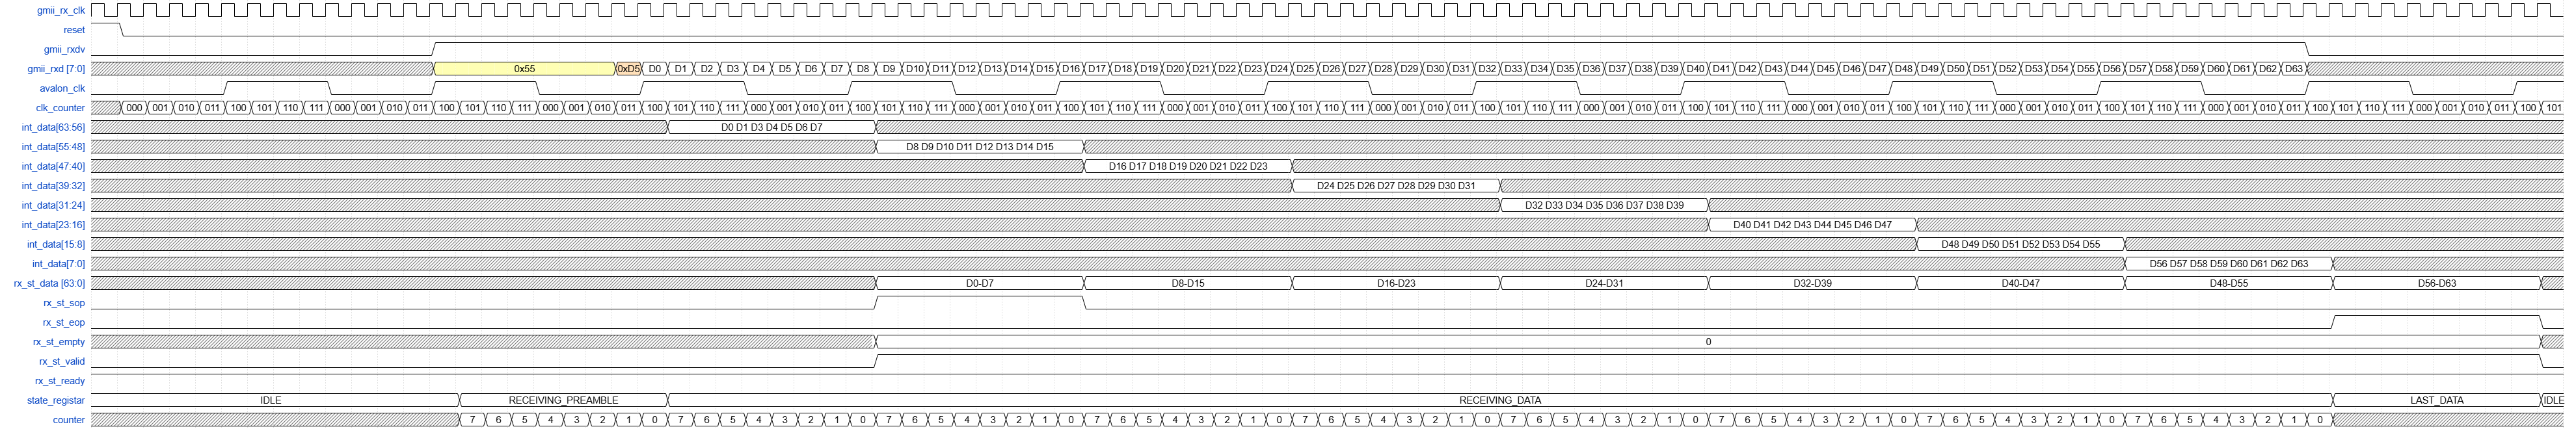 gmii_rx_clk
reset
gmii_rxdv
gmii_rxd [7:0] 0x55 0xD5 D0 D1 D2 D3 D4 D5 D6 D7 D8 D9 D10 D11 D12 D13 D14 D15 D16 D17 D18 D19 D20 D21 D22 D23 D24 D25 D26 D27 D28 D29 D30 D31 D32 D33 D34 D35 D36 D37 D38 D39 D40 D41 D42 D43 D44 D45 D46 D47 D48 D49 D50 D51 D52 D53 D54 D55 D56 D57 D58 D59 D60 D61 D62 D63
avalon_clk
clk_counter 000 001 010 011 100 101 110 111 000 001 010 011 100 101 110 111 000 001 010 011 100 101 110 111 000 001 010 011 100 101 110 111 000 001 010 011 100 101 110 111 000 001 010 011 100 101 110 111 000 001 010 011 100 101 110 111 000 001 010 011 100 101 110 111 000 001 010 011 100 101 110 111 000 001 010 011 100 101 110 111 000 001 010 011 100 101 110 111 000 001 010 011 100 101
int_data[63:56] D0 D1 D3 D4 D5 D6 D7
int_data[55:48] D8 D9 D10 D11 D12 D13 D14 D15
int_data[47:40] D16 D17 D18 D19 D20 D21 D22 D23
int_data[39:32] D24 D25 D26 D27 D28 D29 D30 D31
int_data[31:24] D32 D33 D34 D35 D36 D37 D38 D39
int_data[23:16] D40 D41 D42 D43 D44 D45 D46 D47
int_data[15:8] D48 D49 D50 D51 D52 D53 D54 D55
int_data[7:0] D56 D57 D58 D59 D60 D61 D62 D63
rx_st_data [63:0] D0-D7 D8-D15 D16-D23 D24-D31 D32-D39 D40-D47 D48-D55 D56-D63
rx_st_sop
rx_st_eop
rx_st_empty 0
rx_st_valid
rx_st_ready
state_registar IDLE RECEIVING_PREAMBLE RECEIVING_DATA LAST_DATA IDLE
counter 7 6 5 4 3 2 1 0 7 6 5 4 3 2 1 0 7 6 5 4 3 2 1 0 7 6 5 4 3 2 1 0 7 6 5 4 3 2 1 0 7 6 5 4 3 2 1 0 7 6 5 4 3 2 1 0 7 6 5 4 3 2 1 0 7 6 5 4 3 2 1 0